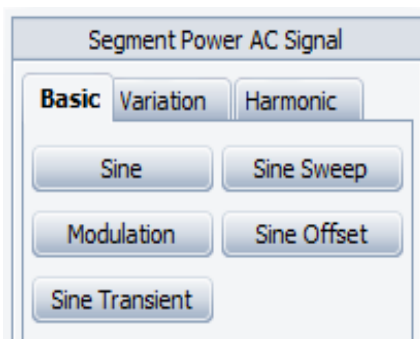 Segment Power AC Signal
Basic Variation Harmonic
Sine Sine Sweep
Modulation Sine Offset
Sine Transient